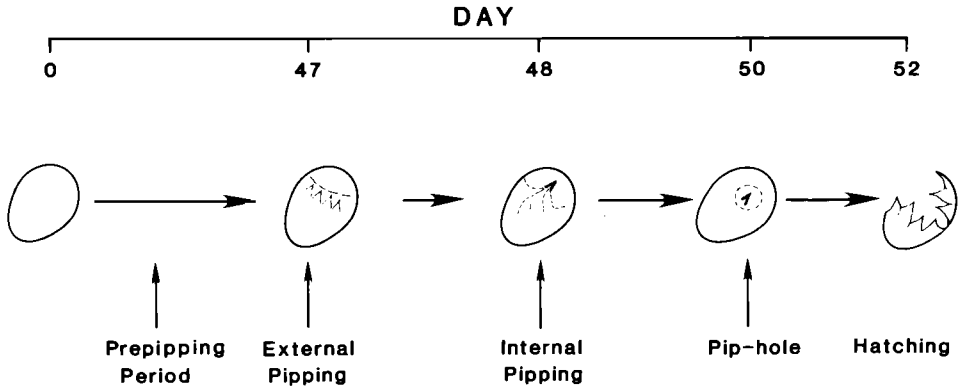 DAY
0 47 48 50 52
Prepipping Period
External Pipping
Internal Pipping
Pip-hole
Hatching